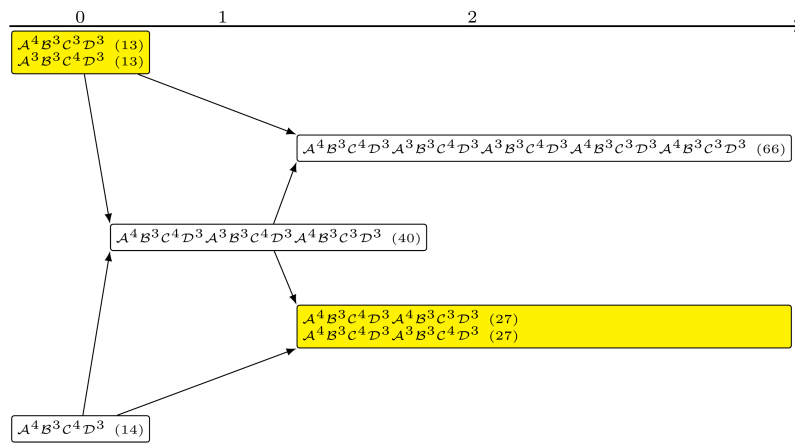 0 1 2
𝒜⁴ℬ³𝒞³𝒟³ (13)
𝒜³ℬ³𝒞⁴𝒟³ (13)
𝒜⁴ℬ³𝒞⁴𝒟³𝒜³ℬ³𝒞⁴𝒟³𝒜³ℬ³𝒞⁴𝒟³𝒜⁴ℬ³𝒞³𝒟³𝒜⁴ℬ³𝒞³𝒟³ (66)
𝒜⁴ℬ³𝒞⁴𝒟³𝒜³ℬ³𝒞⁴𝒟³𝒜⁴ℬ³𝒞³𝒟³ (40)
𝒜⁴ℬ³𝒞⁴𝒟³𝒜⁴ℬ³𝒞³𝒟³ (27)
𝒜⁴ℬ³𝒞⁴𝒟³𝒜³ℬ³𝒞⁴𝒟³ (27)
𝒜⁴ℬ³𝒞⁴𝒟³ (14)